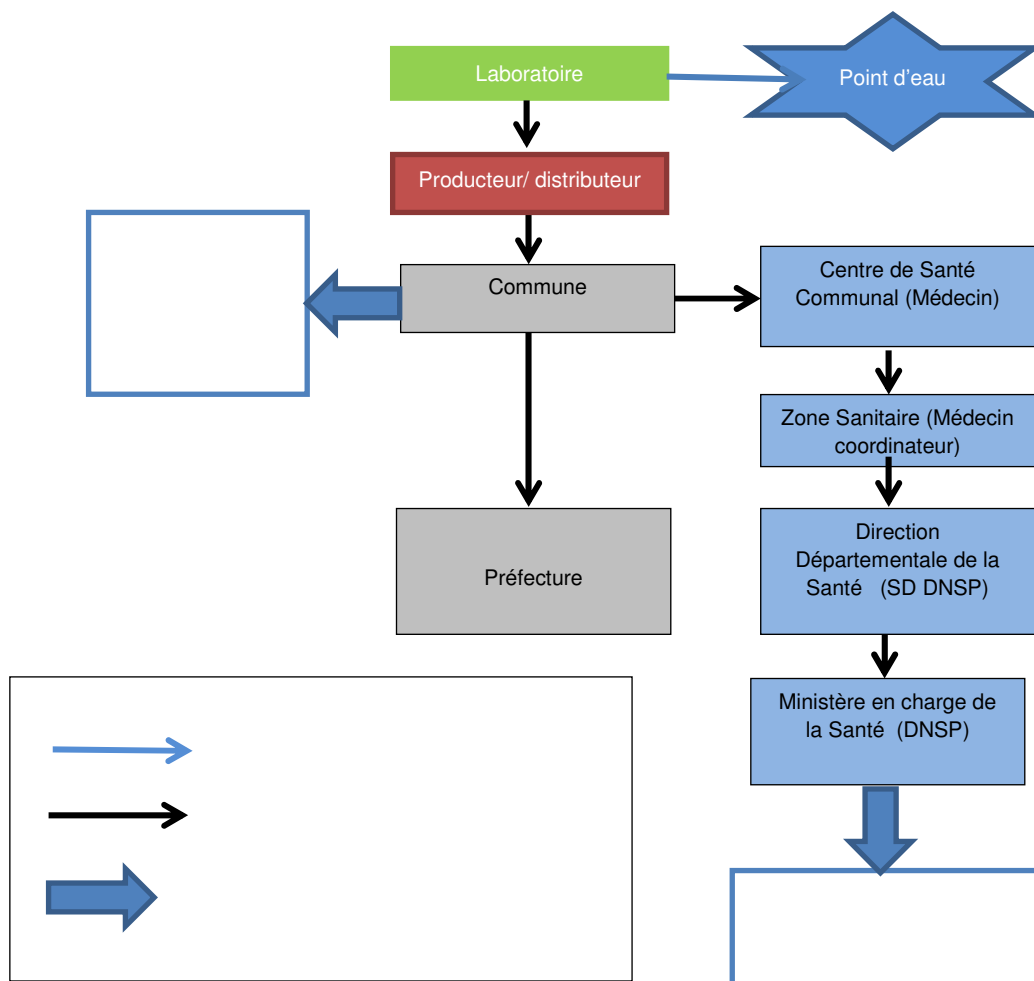 Laboratoire
Point d'eau
Producteur/ distributeur
Commune
Centre de Santé
Communal (Médecin)
Zone Sanitaire (Médecin
coordinateur)
Direction
Départementale de la
Santé (SD DNSP)
Préfecture
Ministère en charge de
la Santé (DNSP)